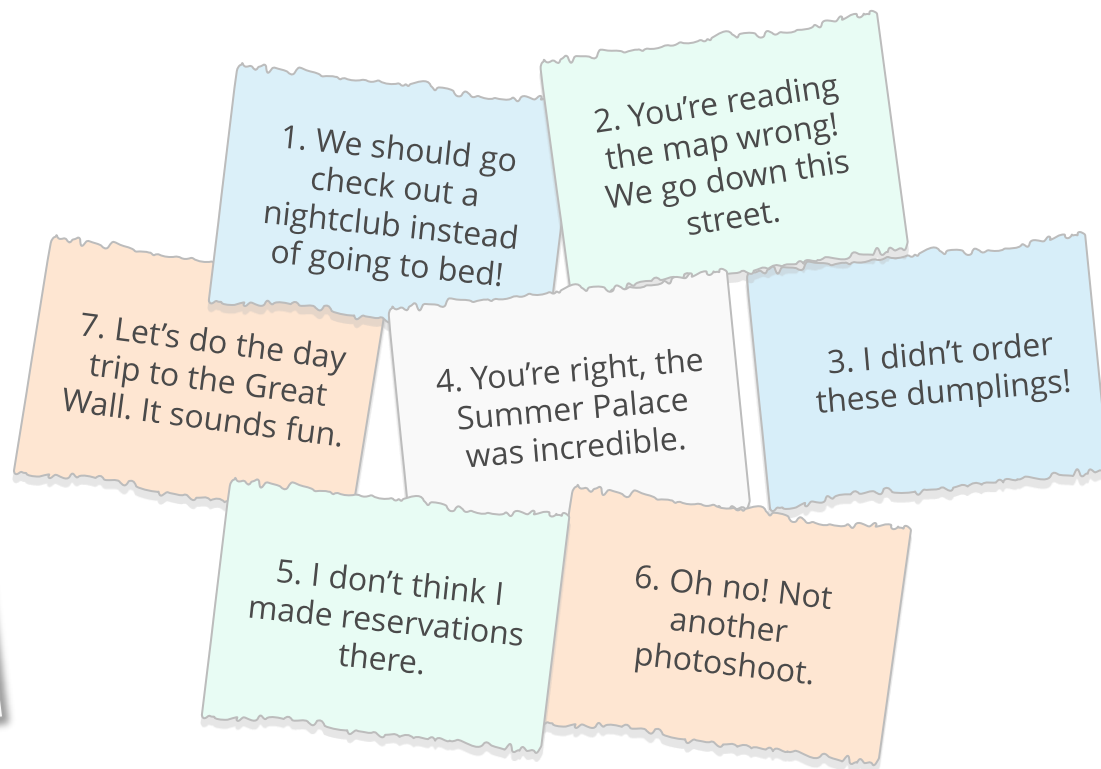 1. We should go
check out a
nightclub instead
of going to bed!
2. You’re reading
the map wrong!
We go down this
street.
7. Let’s do the day
trip to the Great
Wall. It sounds fun.
4. You’re right, the
Summer Palace
was incredible.
3. I didn’t order
these dumplings!
5. I don’t think I
made reservations
there.
6. Oh no! Not
another
photoshoot.